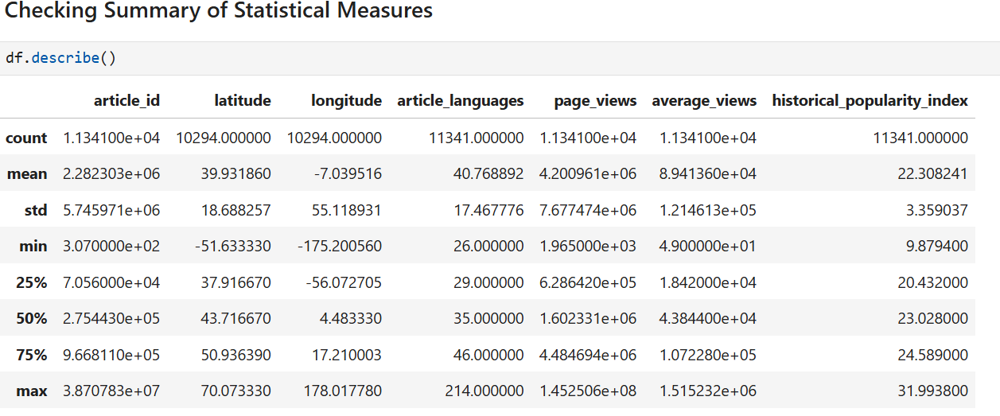 Checking Summary of Statistical Measures
df.describe()
article_id latitude longitude article_languages page_views average_views historical_popularity_index
count 1.134100e+04 10294.000000 10294.000000 11341.000000 1.134100e+04 1.134100e+04 11341.000000
mean 2.282303e+06 39.931860 -7.039516 40.768892 4.200961e+06 8.941360e+04 22.308241
std 5.745971e+06 18.688257 55.118931 17.467776 7.677474e+06 1.214613e+05 3.359037
min 3.070000e+02 -51.633330 -175.200560 26.000000 1.965000e+03 4.900000e+01 9.879400
25% 7.056000e+04 37.916670 -56.072705 29.000000 6.286420e+05 1.842000e+04 20.432000
50% 2.754430e+05 43.716670 4.483330 35.000000 1.602331e+06 4.384400e+04 23.028000
75% 9.668110e+05 50.936390 17.210003 46.000000 4.484694e+06 1.072280e+05 24.589000
max 3.870783e+07 70.073330 178.017780 214.000000 1.452506e+08 1.515232e+06 31.993800